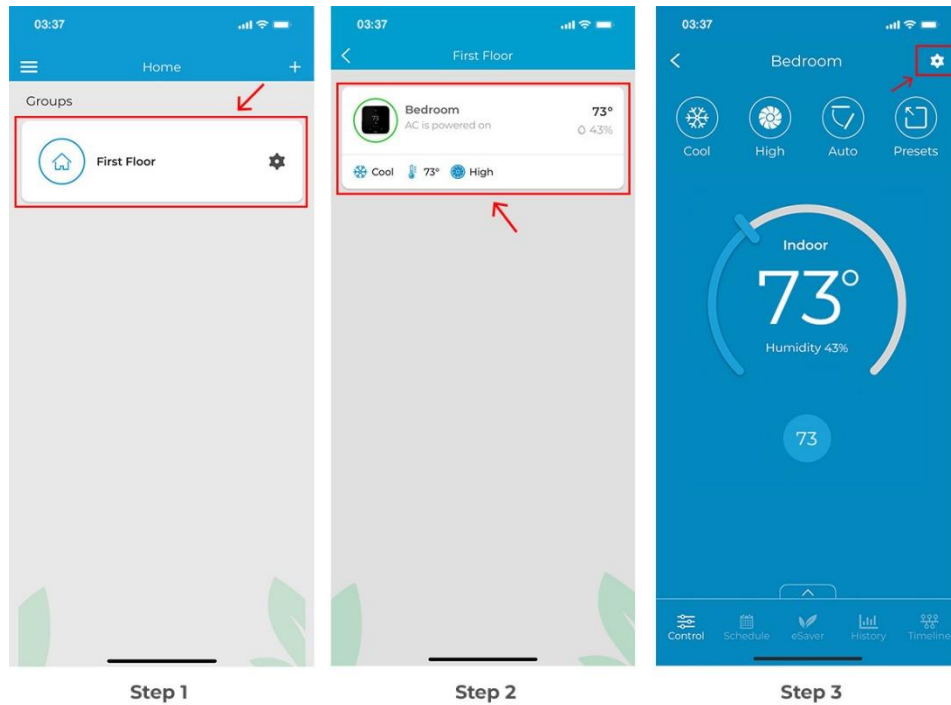 03:37
Home
Groups
First Floor
Step 1
03:37
First Floor
Bedroom
73°
AC is powered on
43%
Cool
73°
High
Step 2
03:37
Bedroom
Cool
High
Auto
Presets
Indoor
73°
Humidity 43%
73
Control
Schedule
eSaver
History
Timeline
Step 3